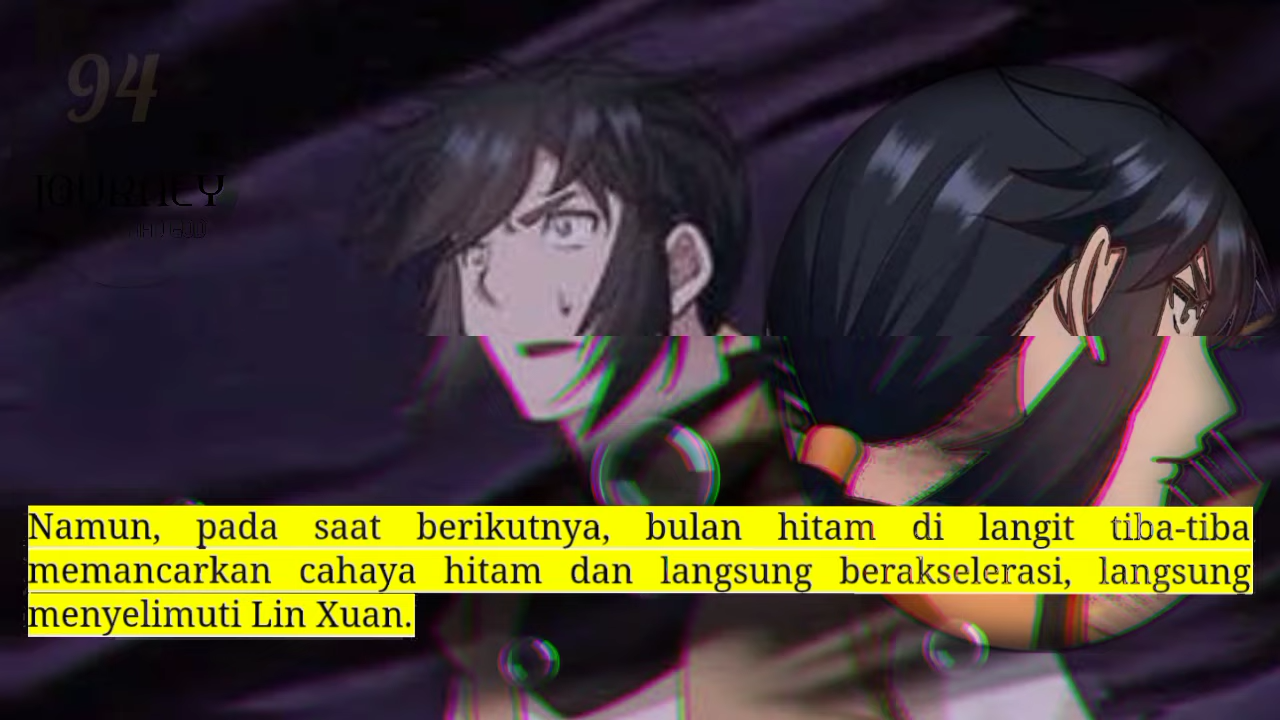 94
JOURNEY
Namun, pada saat berikutnya, bulan hitam di langit tiba-tiba
memancarkan cahaya hitam dan langsung berakselerasi, langsung
menyelimuti Lin Xuan.